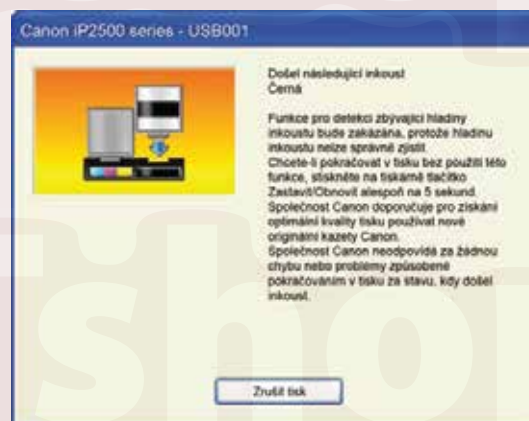 Canon iP2500 series - USB001
Došel následující inkoust
Černá
Funkce pro detekci zbývající hladiny
inkoustu bude zakázána, protože hladinu
inkoustu nelze správně zjistit.
Chcete-li pokračovat v tisku bez použití této
funkce, stiskněte na tiskárně tlačítko
Zastavit/Obnovit alespoň na 5 sekund.
Společnost Canon doporučuje pro získání
optimální kvality tisku používat nové
originální kazety Canon.
Společnost Canon neodpovídá za žádnou
chybu nebo problémy způsobené
pokračováním v tisku za stavu, kdy došel
inkoust.
Zrušit tisk